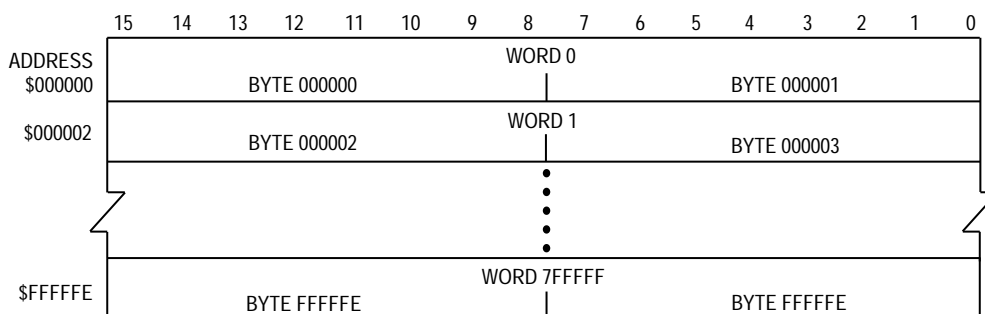 15 14 13 12 11 10 9 8 7 6 5 4 3 2 1 0
ADDRESS
WORD 0
$000000
BYTE 000000
BYTE 000001
$000002
WORD 1
BYTE 000002
BYTE 000003
WORD 7FFFFF
$FFFFFE
BYTE FFFFFE
BYTE FFFFFE